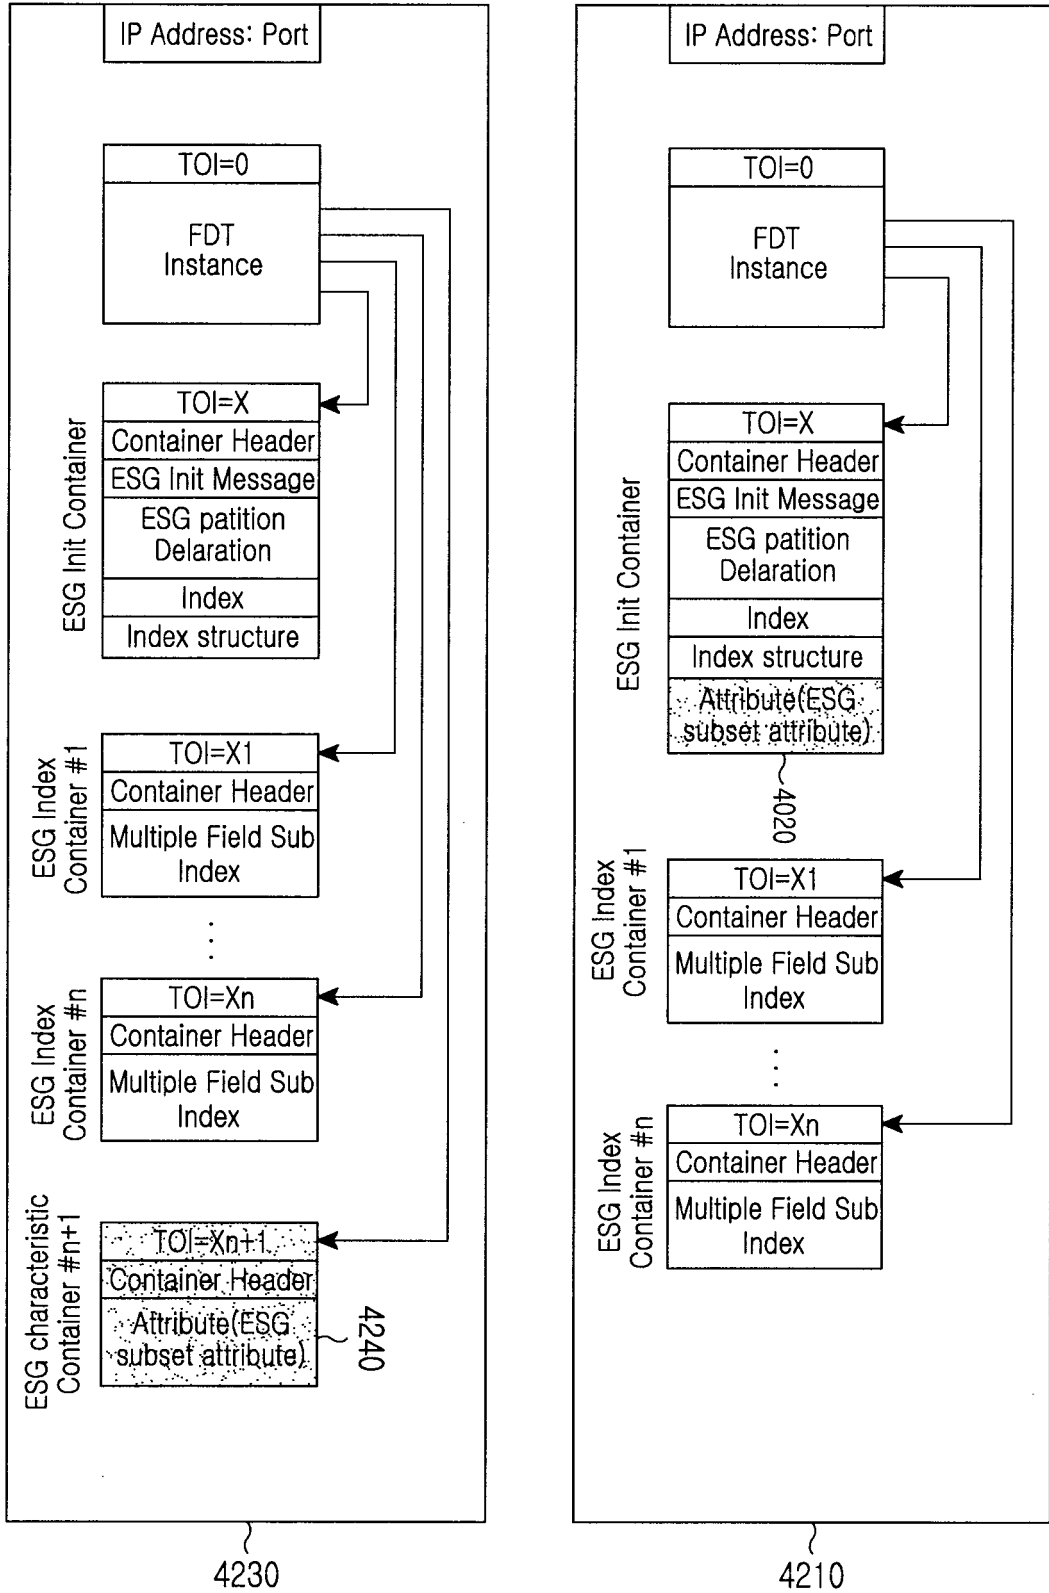 IP Address: Port
TOI=0
FDT
Instance
ESG Init Container
TOI=X
Container Header
ESG Init Message
ESG patition
Delaration
Index
Index structure
ESG Index
Container #1
TOI=X1
Container Header
Multiple Field Sub
Index
ESG Index
Container #n
TOI=Xn
Container Header
Multiple Field Sub
Index
ESG characteristic
Container #n+1
TOI=Xn+1
Container Header
Attribute(ESG
subset attribute)
4240
4230
IP Address: Port
TOI=0
FDT
Instance
ESG Init Container
TOI=X
Container Header
ESG Init Message
ESG patition
Delaration
Index
Index structure
Attribute(ESG
subset attribute)
4020
ESG Index
Container #1
TOI=X1
Container Header
Multiple Field Sub
Index
ESG Index
Container #n
TOI=Xn
Container Header
Multiple Field Sub
Index
4210